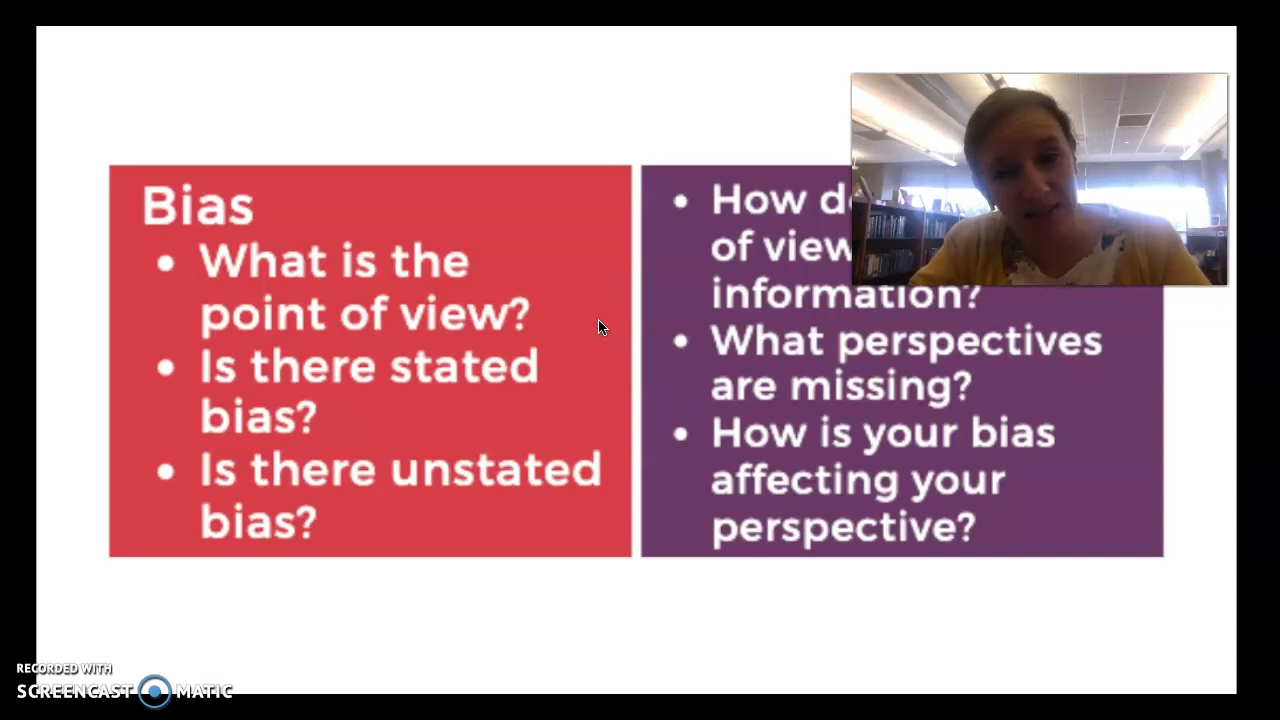 Bias
• What is the
point of view?
• Is there stated
bias?
• Is there unstated
bias?
• How
of view
information?
• What perspectives
are missing?
• How is your bias
affecting your
perspective?
RECORDED WITH
SCREENCAST MATIC